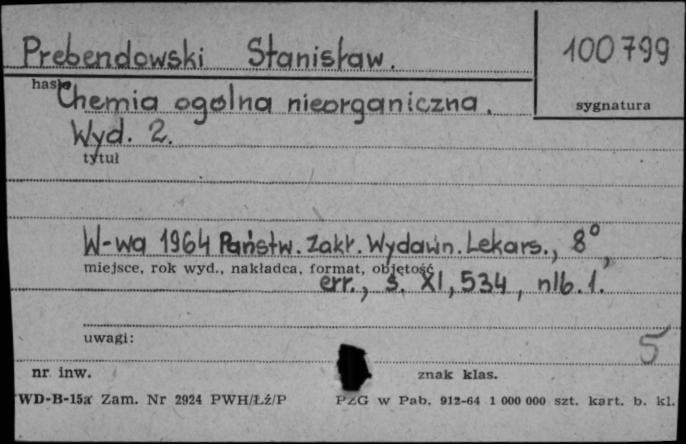 Prebendowski Stanisław. 100799
hasło
sygnatura
Chemia ogólna nieorganiczna.
Wyd. 2.
tytuł
W-wa 1964 Państw. Zakł. Wydawn. Lekars., 8°,
miejsce, rok wyd., nakładca, format, objętość
err., s. XI, 534, nlb. 1.
uwagi:
5
nr inw. znak klas.
WD-B-15a Zam. Nr 2924 PWH/Łź/P PZG w Pab. 912-64 1 000 000 szt. kart. b. kl.